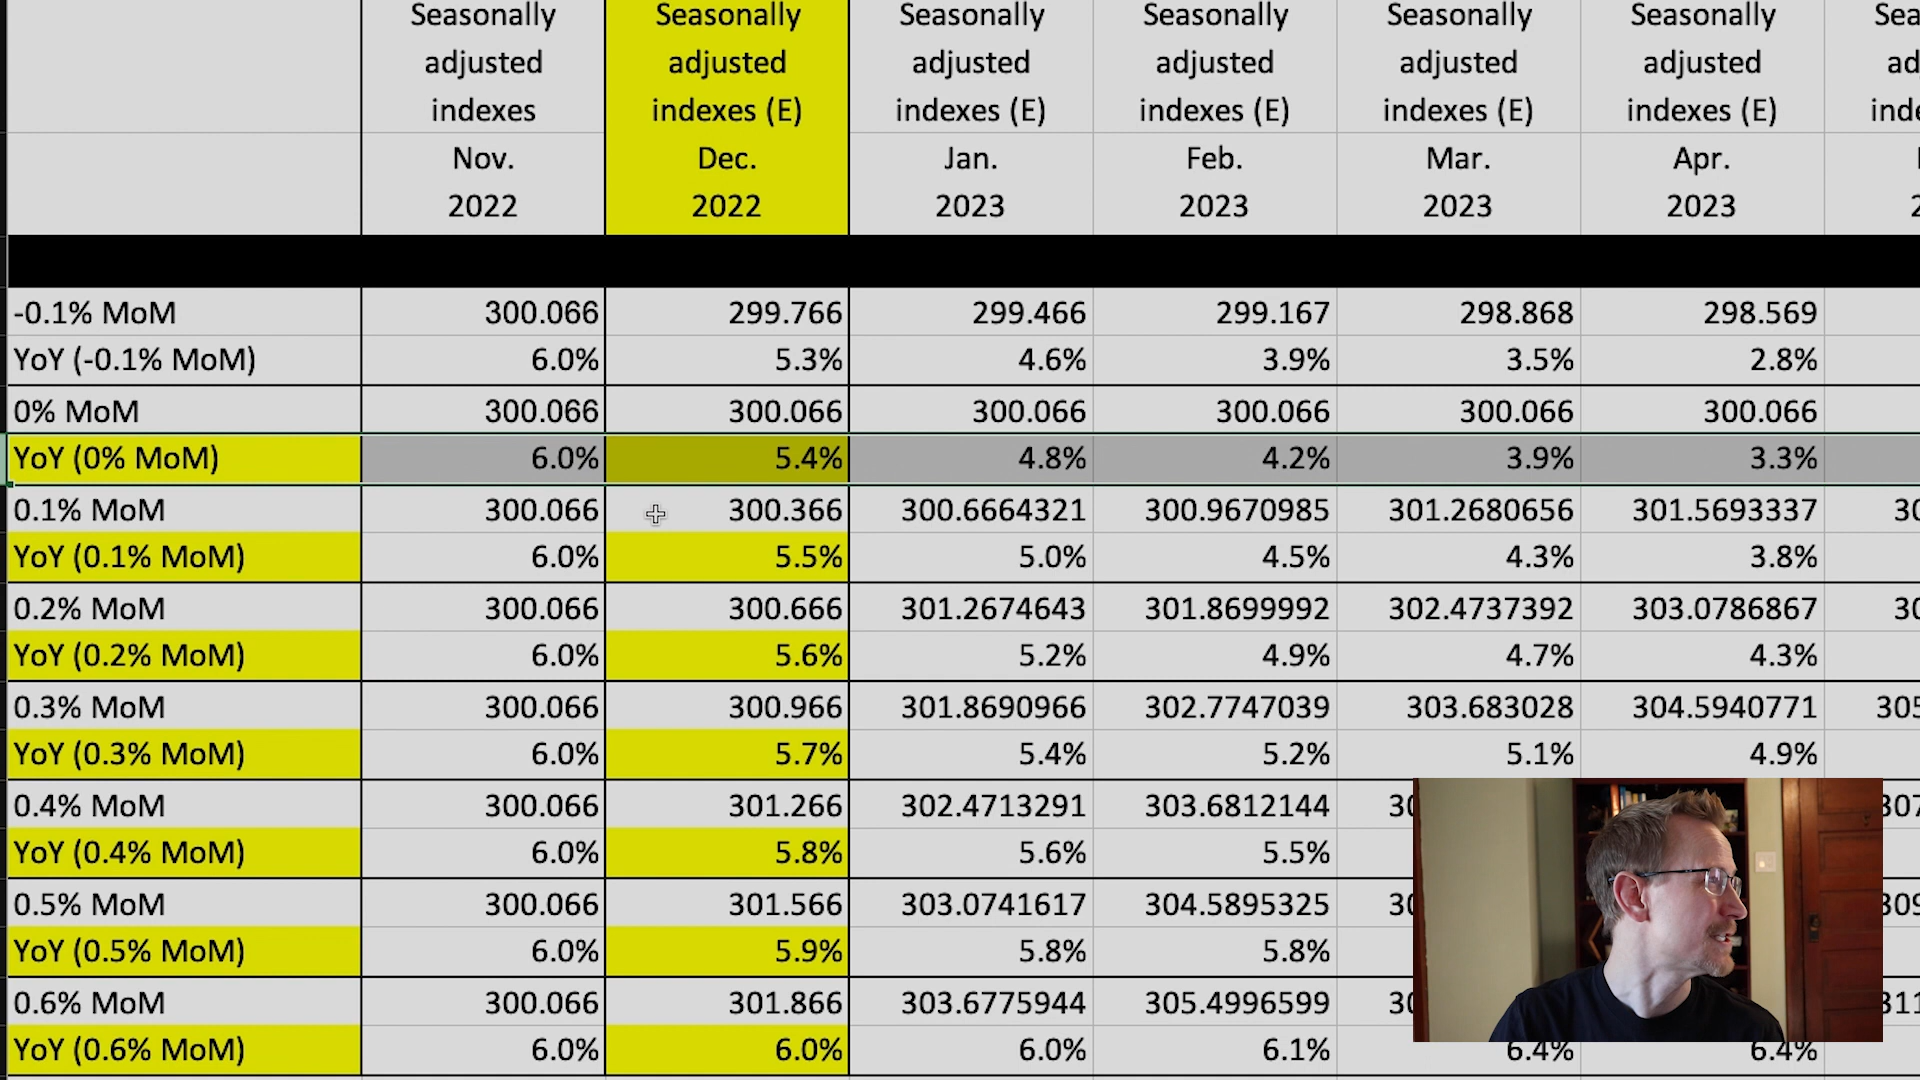 Seasonally Seasonally Seasonally Seasonally Seasonally Seasonally Sea
adjusted adjusted adjusted adjusted adjusted adjusted ad
indexes indexes (E) indexes (E) indexes (E) indexes (E) indexes (E) inde
Nov. Dec. Jan. Feb. Mar. Apr.
2022 2022 2023 2023 2023 2023 2
-0.1% MoM 300.066 299.766 299.466 299.167 298.868 298.569
YoY (-0.1% MoM) 6.0% 5.3% 4.6% 3.9% 3.5% 2.8%
0% MoM 300.066 300.066 300.066 300.066 300.066 300.066
YoY (0% MoM) 6.0% 5.4% 4.8% 4.2% 3.9% 3.3%
0.1% MoM 300.066 300.366 300.6664321 300.9670985 301.2680656 301.5693337 30
YoY (0.1% MoM) 6.0% 5.5% 5.0% 4.5% 4.3% 3.8%
0.2% MoM 300.066 300.666 301.2674643 301.8699992 302.4737392 303.0786867 30
YoY (0.2% MoM) 6.0% 5.6% 5.2% 4.9% 4.7% 4.3%
0.3% MoM 300.066 300.966 301.8690966 302.7747039 303.683028 304.5940771 305
YoY (0.3% MoM) 6.0% 5.7% 5.4% 5.2% 5.1% 4.9%
0.4% MoM 300.066 301.266 302.4713291 303.6812144 30 307
YoY (0.4% MoM) 6.0% 5.8% 5.6% 5.5%
0.5% MoM 300.066 301.566 303.0741617 304.5895325 30 309
YoY (0.5% MoM) 6.0% 5.9% 5.8% 5.8%
0.6% MoM 300.066 301.866 303.6775944 305.4996599 30 311
YoY (0.6% MoM) 6.0% 6.0% 6.0% 6.1% 6.4% 6.4%